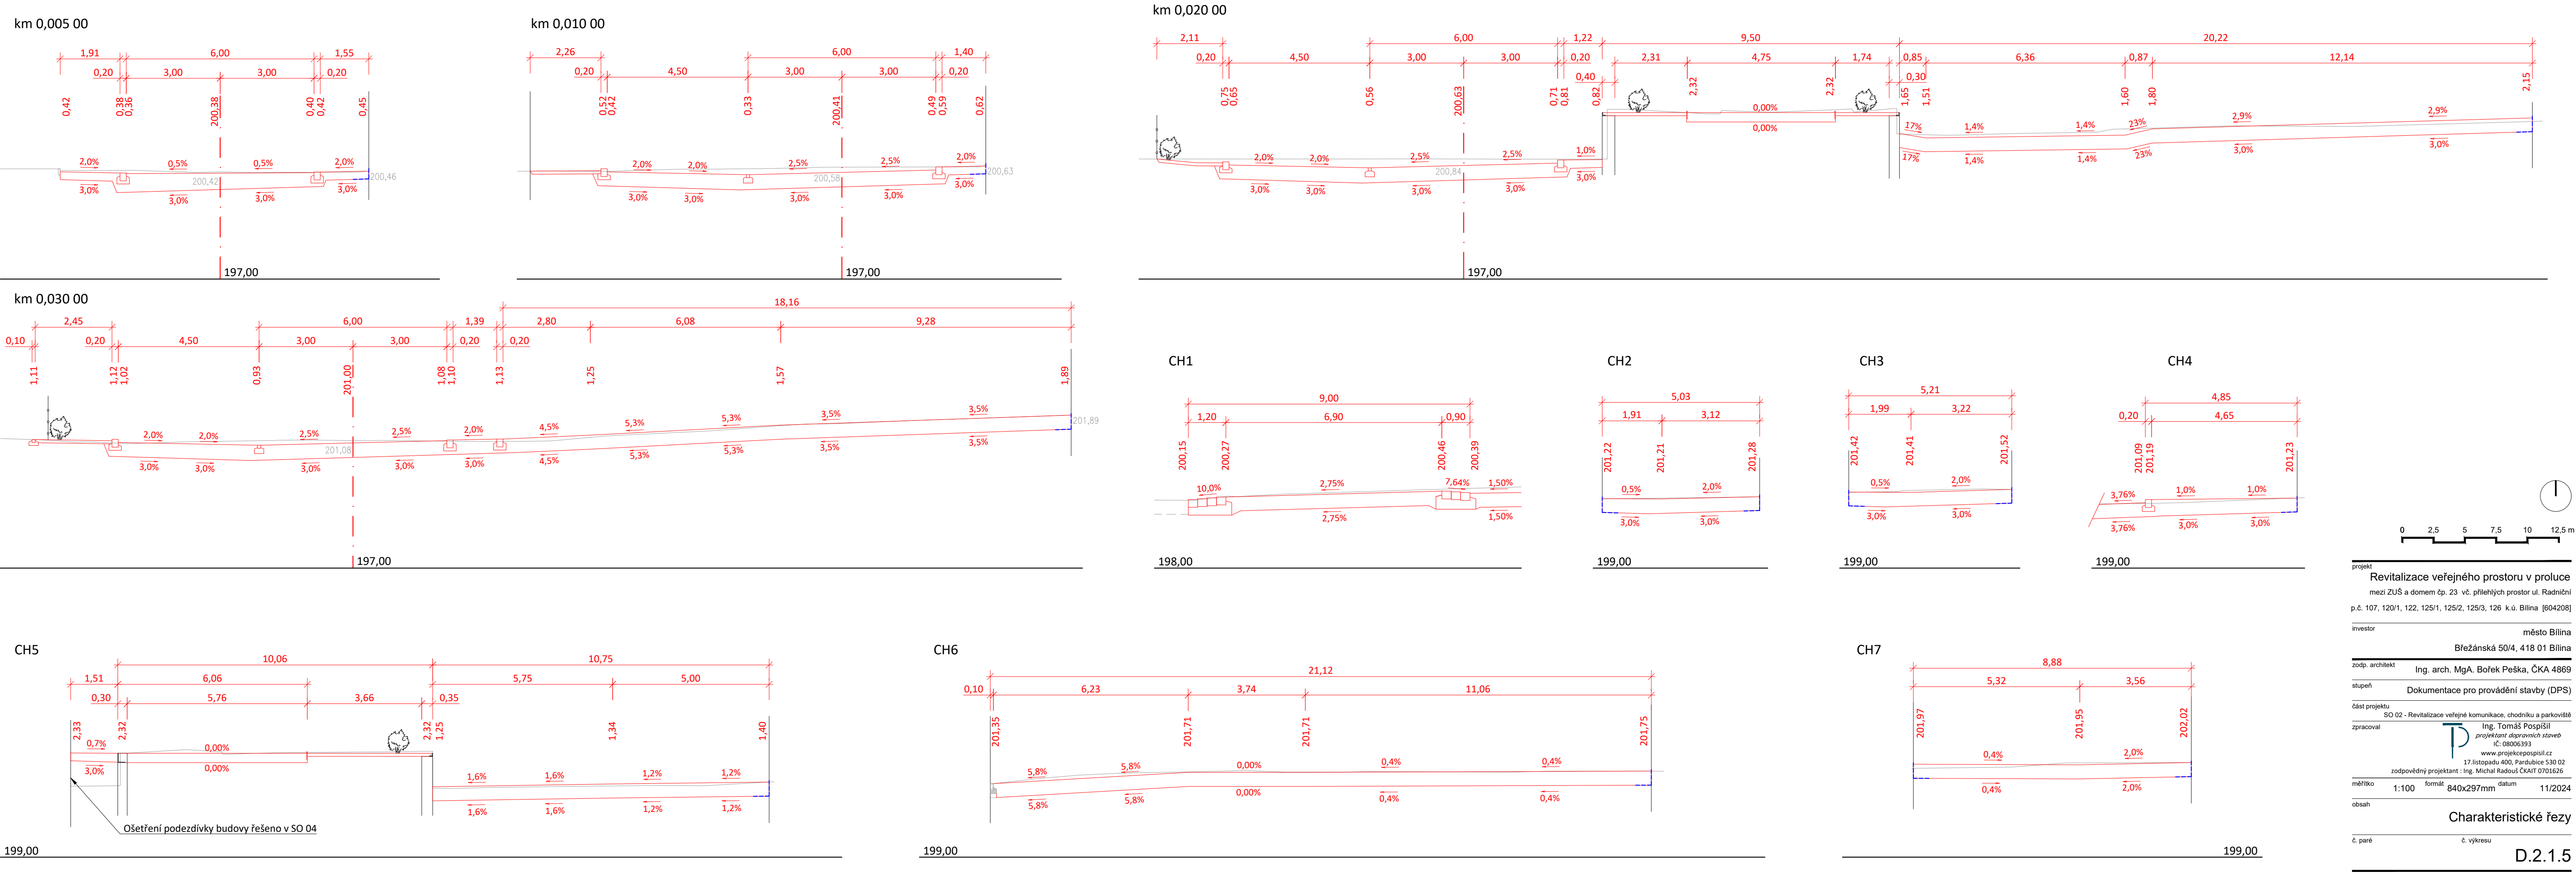 km 0,005 00
1,91 6,00 1,55
0,20 3,00 3,00 0,20
0,42 0,38 0,36 200,38 0,40 0,42 0,45
2,0% 0,5% 0,5% 2,0%
200,42 200,46
3,0% 3,0% 3,0% 3,0%
197,00
km 0,010 00
2,26 6,00 1,40
0,20 4,50 3,00 3,00 0,20
0,52 0,42 0,33 200,41 0,49 0,59 0,62
2,0% 2,0% 2,5% 2,5% 2,0%
200,58 200,63
3,0% 3,0% 3,0% 3,0% 3,0%
197,00
km 0,020 00
2,11 6,00 1,22 9,50 20,22
0,20 4,50 3,00 3,00 0,20 2,31 4,75 1,74 0,85 6,36 0,87 12,14
0,40 0,30
0,75 0,65 0,56 200,63 0,71 0,81 0,82 2,32 2,32 1,65 1,51 1,60 1,80 2,15
0,00%
0,00%
2,0% 2,0% 2,5% 2,5% 1,0% 17% 1,4% 1,4% 23% 2,9% 2,9%
200,84
3,0% 3,0% 3,0% 3,0% 3,0% 17% 1,4% 1,4% 23% 3,0% 3,0%
197,00
km 0,030 00
18,16
2,45 6,00 1,39 2,80 6,08 9,28
0,10 0,20 4,50 3,00 3,00 0,20 0,20
1,11 1,12 1,02 0,93 201,00 1,08 1,10 1,13 1,25 1,57 1,89
2,0% 2,0% 2,5% 2,5% 2,0% 4,5% 5,3% 5,3% 3,5% 3,5%
201,08 201,89
3,0% 3,0% 3,0% 3,0% 3,0% 4,5% 5,3% 5,3% 3,5% 3,5%
197,00
CH1
9,00
1,20 6,90 0,90
200,15 200,27 200,46 200,39
10,0% 2,75% 7,64% 1,50%
2,75% 1,50%
198,00
CH2
5,03
1,91 3,12
201,22 201,21 201,28
0,5% 2,0%
3,0% 3,0%
199,00
CH3
5,21
1,99 3,22
201,42 201,41 201,52
0,5% 2,0%
3,0% 3,0%
199,00
CH4
4,85
0,20 4,65
201,09 201,19 201,23
3,76% 1,0% 1,0%
3,76% 3,0% 3,0%
199,00
CH5
10,06 10,75
1,51 6,06 5,75 5,00
0,30 5,76 3,66 0,35
2,33 2,32 2,32 1,25 1,34 1,40
0,7% 0,00%
3,0% 0,00%
1,6% 1,6% 1,2% 1,2%
1,6% 1,6% 1,2% 1,2%
Ošetření podezdívky budovy řešeno v SO 04
199,00
CH6
21,12
0,10 6,23 3,74 11,06
201,35 201,71 201,71 201,75
5,8% 5,8% 0,00% 0,4% 0,4%
5,8% 5,8% 0,00% 0,4% 0,4%
199,00
CH7
8,88
5,32 3,56
201,97 201,95 202,02
0,4% 2,0%
0,4% 2,0%
199,00
0 2,5 5 7,5 10 12,5 m
projekt
Revitalizace veřejného prostoru v proluce
mezi ZUŠ a domem čp. 23 vč. přilehlých prostor ul. Radniční
p.č. 107, 120/1, 122, 125/1, 125/2, 125/3, 126 k.ú. Bílina [604208]
investor
město Bílina
Břežánská 50/4, 418 01 Bílina
zodp. architekt
Ing. arch. MgA. Bořek Peška, ČKA 4869
stupeň
Dokumentace pro provádění stavby (DPS)
část projektu
SO 02 - Revitalizace veřejné komunikace, chodníku a parkoviště
zpracoval
Ing. Tomáš Pospíšil
projektant dopravních staveb
IČ: 08006393
www.projekcepospisil.cz
17.listopadu 400, Pardubice 530 02
zodpovědný projektant : Ing. Michal Radouš ČKAIT 0701626
měřítko 1:100 formát 840x297mm datum 11/2024
obsah
Charakteristické řezy
č. paré č. výkresu
D.2.1.5